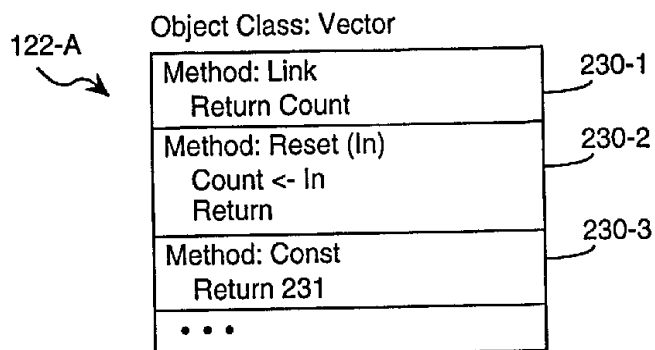 Object Class: Vector
122-A
Method: Link
Return Count
230-1
Method: Reset (In)
Count <- In
Return
230-2
Method: Const
Return 231
230-3
• • •